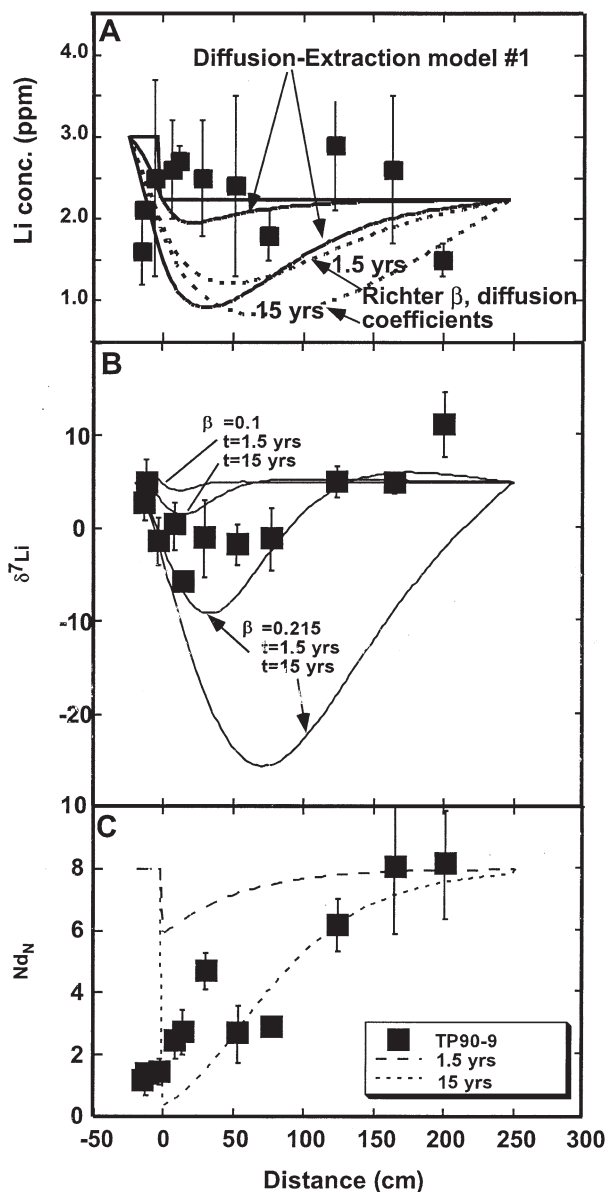 A
4.0
3.0
2.0
1.0
Li conc. (ppm)
Diffusion-Extraction model #1
1.5 yrs
Richter β, diffusion
15 yrs
coefficients
B
10
0
-10
-20
10
δ⁷Li
β =0.1
t=1.5 yrs
t=15 yrs
β =0.215
t=1.5 yrs
t=15 yrs
C
8
6
4
2
0
Nd_N
TP90-9
1.5 yrs
15 yrs
-50 0 50 100 150 200 250 300
Distance (cm)